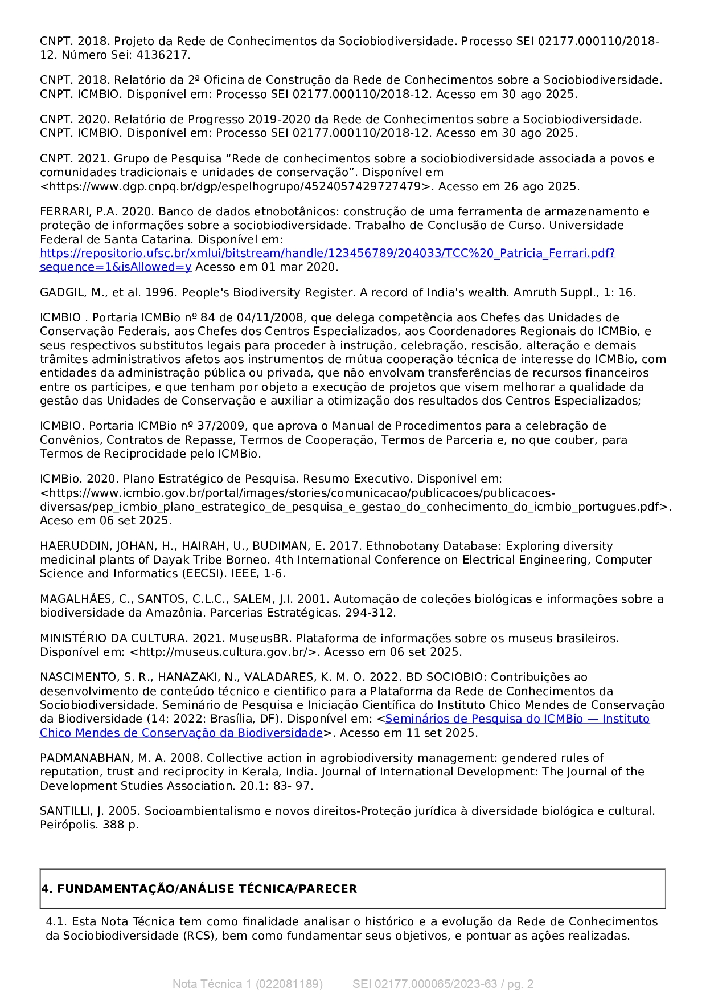 CNPT. 2018. Projeto da Rede de Conhecimentos da Sociobiodiversidade. Processo SEI 02177.000110/2018-
12. Número Sei: 4136217.
CNPT. 2018. Relatório da 2ª Oficina de Construção da Rede de Conhecimentos sobre a Sociobiodiversidade.
CNPT. ICMBIO. Disponível em: Processo SEI 02177.000110/2018-12. Acesso em 30 ago 2025.
CNPT. 2020. Relatório de Progresso 2019-2020 da Rede de Conhecimentos sobre a Sociobiodiversidade.
CNPT. ICMBIO. Disponível em: Processo SEI 02177.000110/2018-12. Acesso em 30 ago 2025.
CNPT. 2021. Grupo de Pesquisa “Rede de conhecimentos sobre a sociobiodiversidade associada a povos e
comunidades tradicionais e unidades de conservação”. Disponível em
<https://www.dgp.cnpq.br/dgp/espelhogrupo/4524057429727479>. Acesso em 26 ago 2025.
FERRARI, P.A. 2020. Banco de dados etnobotânicos: construção de uma ferramenta de armazenamento e
proteção de informações sobre a sociobiodiversidade. Trabalho de Conclusão de Curso. Universidade
Federal de Santa Catarina. Disponível em:
https://repositorio.ufsc.br/xmlui/bitstream/handle/123456789/204033/TCC%20_Patricia_Ferrari.pdf?
sequence=1&isAllowed=y Acesso em 01 mar 2020.
GADGIL, M., et al. 1996. People's Biodiversity Register. A record of India's wealth. Amruth Suppl., 1: 16.
ICMBIO . Portaria ICMBio nº 84 de 04/11/2008, que delega competência aos Chefes das Unidades de
Conservação Federais, aos Chefes dos Centros Especializados, aos Coordenadores Regionais do ICMBio, e
seus respectivos substitutos legais para proceder à instrução, celebração, rescisão, alteração e demais
trâmites administrativos afetos aos instrumentos de mútua cooperação técnica de interesse do ICMBio, com
entidades da administração pública ou privada, que não envolvam transferências de recursos financeiros
entre os partícipes, e que tenham por objeto a execução de projetos que visem melhorar a qualidade da
gestão das Unidades de Conservação e auxiliar a otimização dos resultados dos Centros Especializados;
ICMBIO. Portaria ICMBio nº 37/2009, que aprova o Manual de Procedimentos para a celebração de
Convênios, Contratos de Repasse, Termos de Cooperação, Termos de Parceria e, no que couber, para
Termos de Reciprocidade pelo ICMBio.
ICMBio. 2020. Plano Estratégico de Pesquisa. Resumo Executivo. Disponível em:
<https://www.icmbio.gov.br/portal/images/stories/comunicacao/publicacoes/publicacoes-
diversas/pep_icmbio_plano_estrategico_de_pesquisa_e_gestao_do_conhecimento_do_icmbio_portugues.pdf>.
Aceso em 06 set 2025.
HAERUDDIN, JOHAN, H., HAIRAH, U., BUDIMAN, E. 2017. Ethnobotany Database: Exploring diversity
medicinal plants of Dayak Tribe Borneo. 4th International Conference on Electrical Engineering, Computer
Science and Informatics (EECSI). IEEE, 1-6.
MAGALHÃES, C., SANTOS, C.L.C., SALEM, J.I. 2001. Automação de coleções biológicas e informações sobre a
biodiversidade da Amazônia. Parcerias Estratégicas. 294-312.
MINISTÉRIO DA CULTURA. 2021. MuseusBR. Plataforma de informações sobre os museus brasileiros.
Disponível em: <http://museus.cultura.gov.br/>. Acesso em 06 set 2025.
NASCIMENTO, S. R., HANAZAKI, N., VALADARES, K. M. O. 2022. BD SOCIOBIO: Contribuições ao
desenvolvimento de conteúdo técnico e cientifico para a Plataforma da Rede de Conhecimentos da
Sociobiodiversidade. Seminário de Pesquisa e Iniciação Científica do Instituto Chico Mendes de Conservação
da Biodiversidade (14: 2022: Brasília, DF). Disponível em: <Seminários de Pesquisa do ICMBio — Instituto
Chico Mendes de Conservação da Biodiversidade>. Acesso em 11 set 2025.
PADMANABHAN, M. A. 2008. Collective action in agrobiodiversity management: gendered rules of
reputation, trust and reciprocity in Kerala, India. Journal of International Development: The Journal of the
Development Studies Association. 20.1: 83- 97.
SANTILLI, J. 2005. Socioambientalismo e novos direitos-Proteção jurídica à diversidade biológica e cultural.
Peirópolis. 388 p.
4. FUNDAMENTAÇÃO/ANÁLISE TÉCNICA/PARECER
4.1. Esta Nota Técnica tem como finalidade analisar o histórico e a evolução da Rede de Conhecimentos
da Sociobiodiversidade (RCS), bem como fundamentar seus objetivos, e pontuar as ações realizadas.
Nota Técnica 1 (022081189) SEI 02177.000065/2023-63 / pg. 2